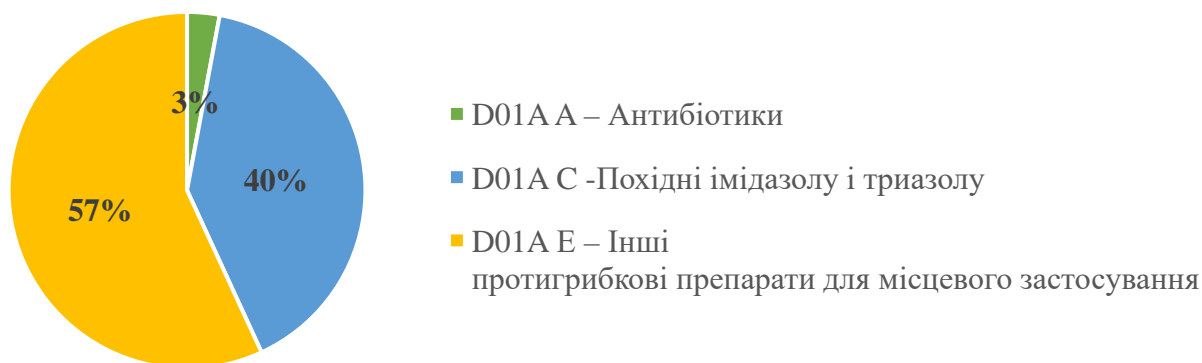 3%
40%
57%
D01A A – Антибіотики
D01A C -Похідні імідазолу і триазолу
D01A E – Інші
протигрибкові препарати для місцевого застосування